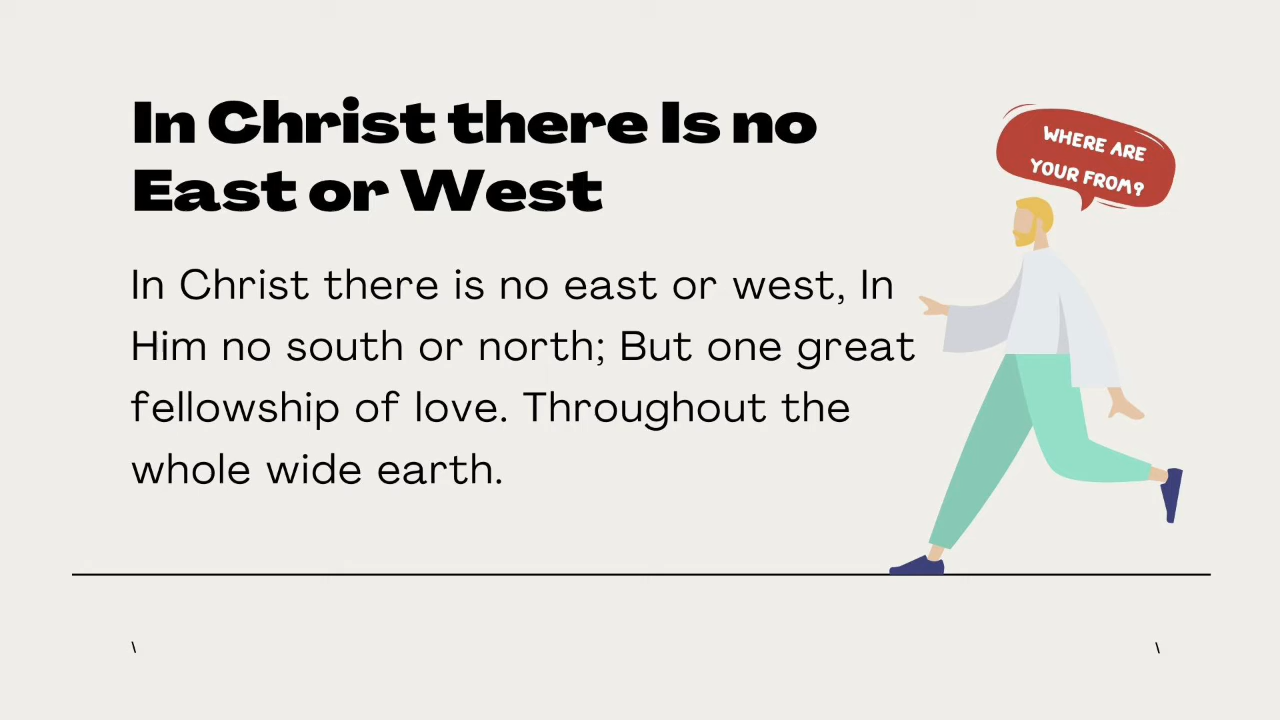 In Christ there Is no
East or West
WHERE ARE
YOUR FROM?
In Christ there is no east or west, In
Him no south or north; But one great
fellowship of love. Throughout the
whole wide earth.
\
\